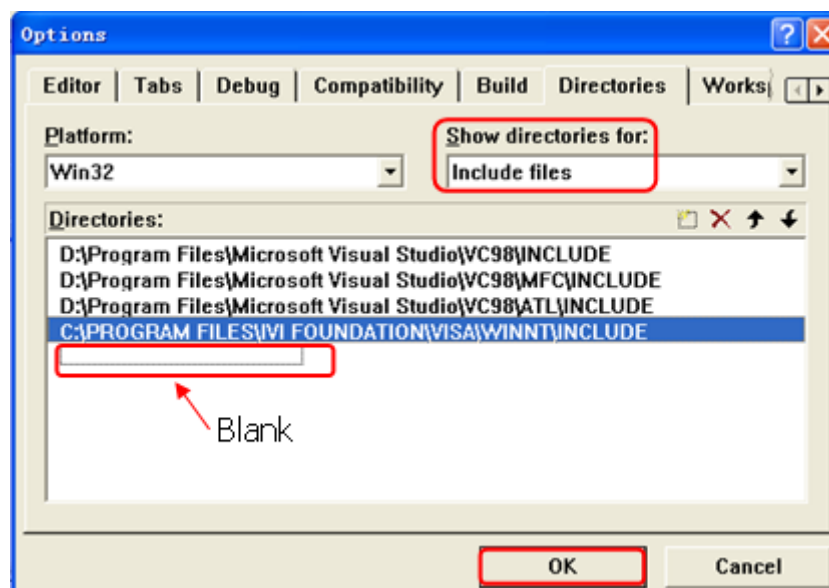 Options
Editor Tabs Debug Compatibility Build Directories Works
Platform: Show directories for:
Win32 Include files
Directories:
D:\Program Files\Microsoft Visual Studio\VC98\INCLUDE
D:\Program Files\Microsoft Visual Studio\VC98\MFC\INCLUDE
D:\Program Files\Microsoft Visual Studio\VC98\ATL\INCLUDE
C:\PROGRAM FILES\IVI FOUNDATION\VISA\WINNT\INCLUDE
Blank
OK Cancel